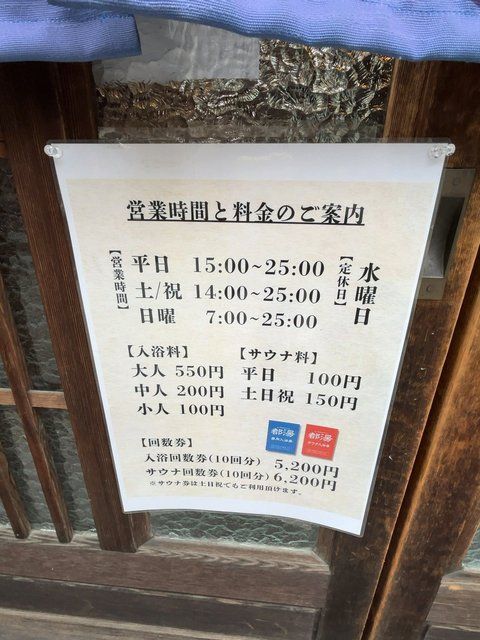 営業時間と料金のご案内
【営業時間】
平日 15:00~25:00
土/祝 14:00~25:00
日曜 7:00~25:00
【定休日】
水曜日
【入浴料】
大人 550円
中人 200円
小人 100円
【サウナ料】
平日 100円
土日祝 150円
都湯
都湯
【回数券】
入浴回数券(10回分) 5,200円
サウナ回数券(10回分) 6,200円
※サウナ券は土日祝でもご利用頂けます。